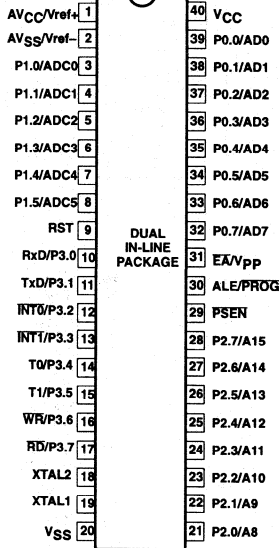 AVCC/Vref+ 1
AVSS/Vref– 2
P1.0/ADC0 3
P1.1/ADC1 4
P1.2/ADC2 5
P1.3/ADC3 6
P1.4/ADC4 7
P1.5/ADC5 8
RST 9
RxD/P3.0 10
TxD/P3.1 11
INT0/P3.2 12
INT1/P3.3 13
T0/P3.4 14
T1/P3.5 15
WR/P3.6 16
RD/P3.7 17
XTAL2 18
XTAL1 19
VSS 20
DUAL
IN-LINE
PACKAGE
40 VCC
39 P0.0/AD0
38 P0.1/AD1
37 P0.2/AD2
36 P0.3/AD3
35 P0.4/AD4
34 P0.5/AD5
33 P0.6/AD6
32 P0.7/AD7
31 EA/VPP
30 ALE/PROG
29 PSEN
28 P2.7/A15
27 P2.6/A14
26 P2.5/A13
25 P2.4/A12
24 P2.3/A11
23 P2.2/A10
22 P2.1/A9
21 P2.0/A8